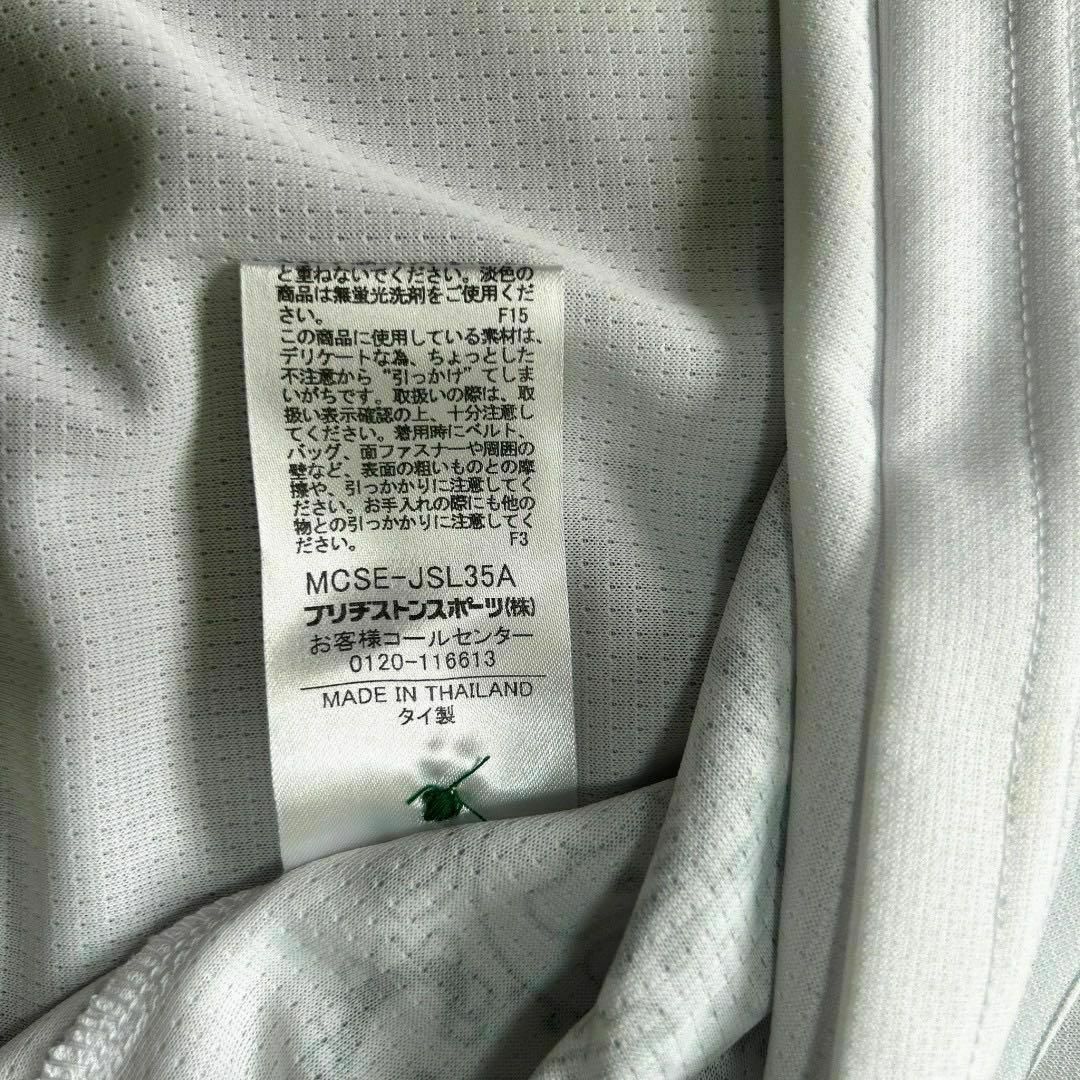 と重ねないでください。淡色の
商品は無蛍光洗剤をご使用くだ
さい。 F15
この商品に使用している素材は、
デリケートな為、ちょっとした
不注意から“引っかけ”てしま
いがちです。取扱いの際は、取
扱い表示確認の上、十分注意し
てください。着用時にベルト、
バッグ、面ファスナーや周囲の
壁など、表面の粗いものとの摩
擦や、引っかかりに注意してく
ださい。お手入れの際にも他の
物との引っかかりに注意してく
ださい。 F3
MCSE-JSL35A
ブリヂストンスポーツ(株)
お客様コールセンター
0120-116613
MADE IN THAILAND
タイ製